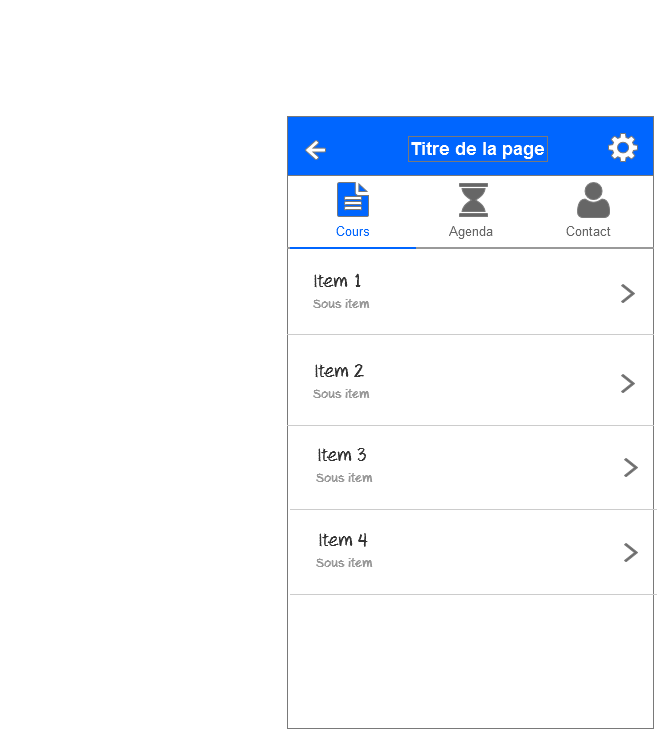 Titre de la page
Cours Agenda Contact
Item 1
Sous item
Item 2
Sous item
Item 3
Sous item
Item 4
Sous item